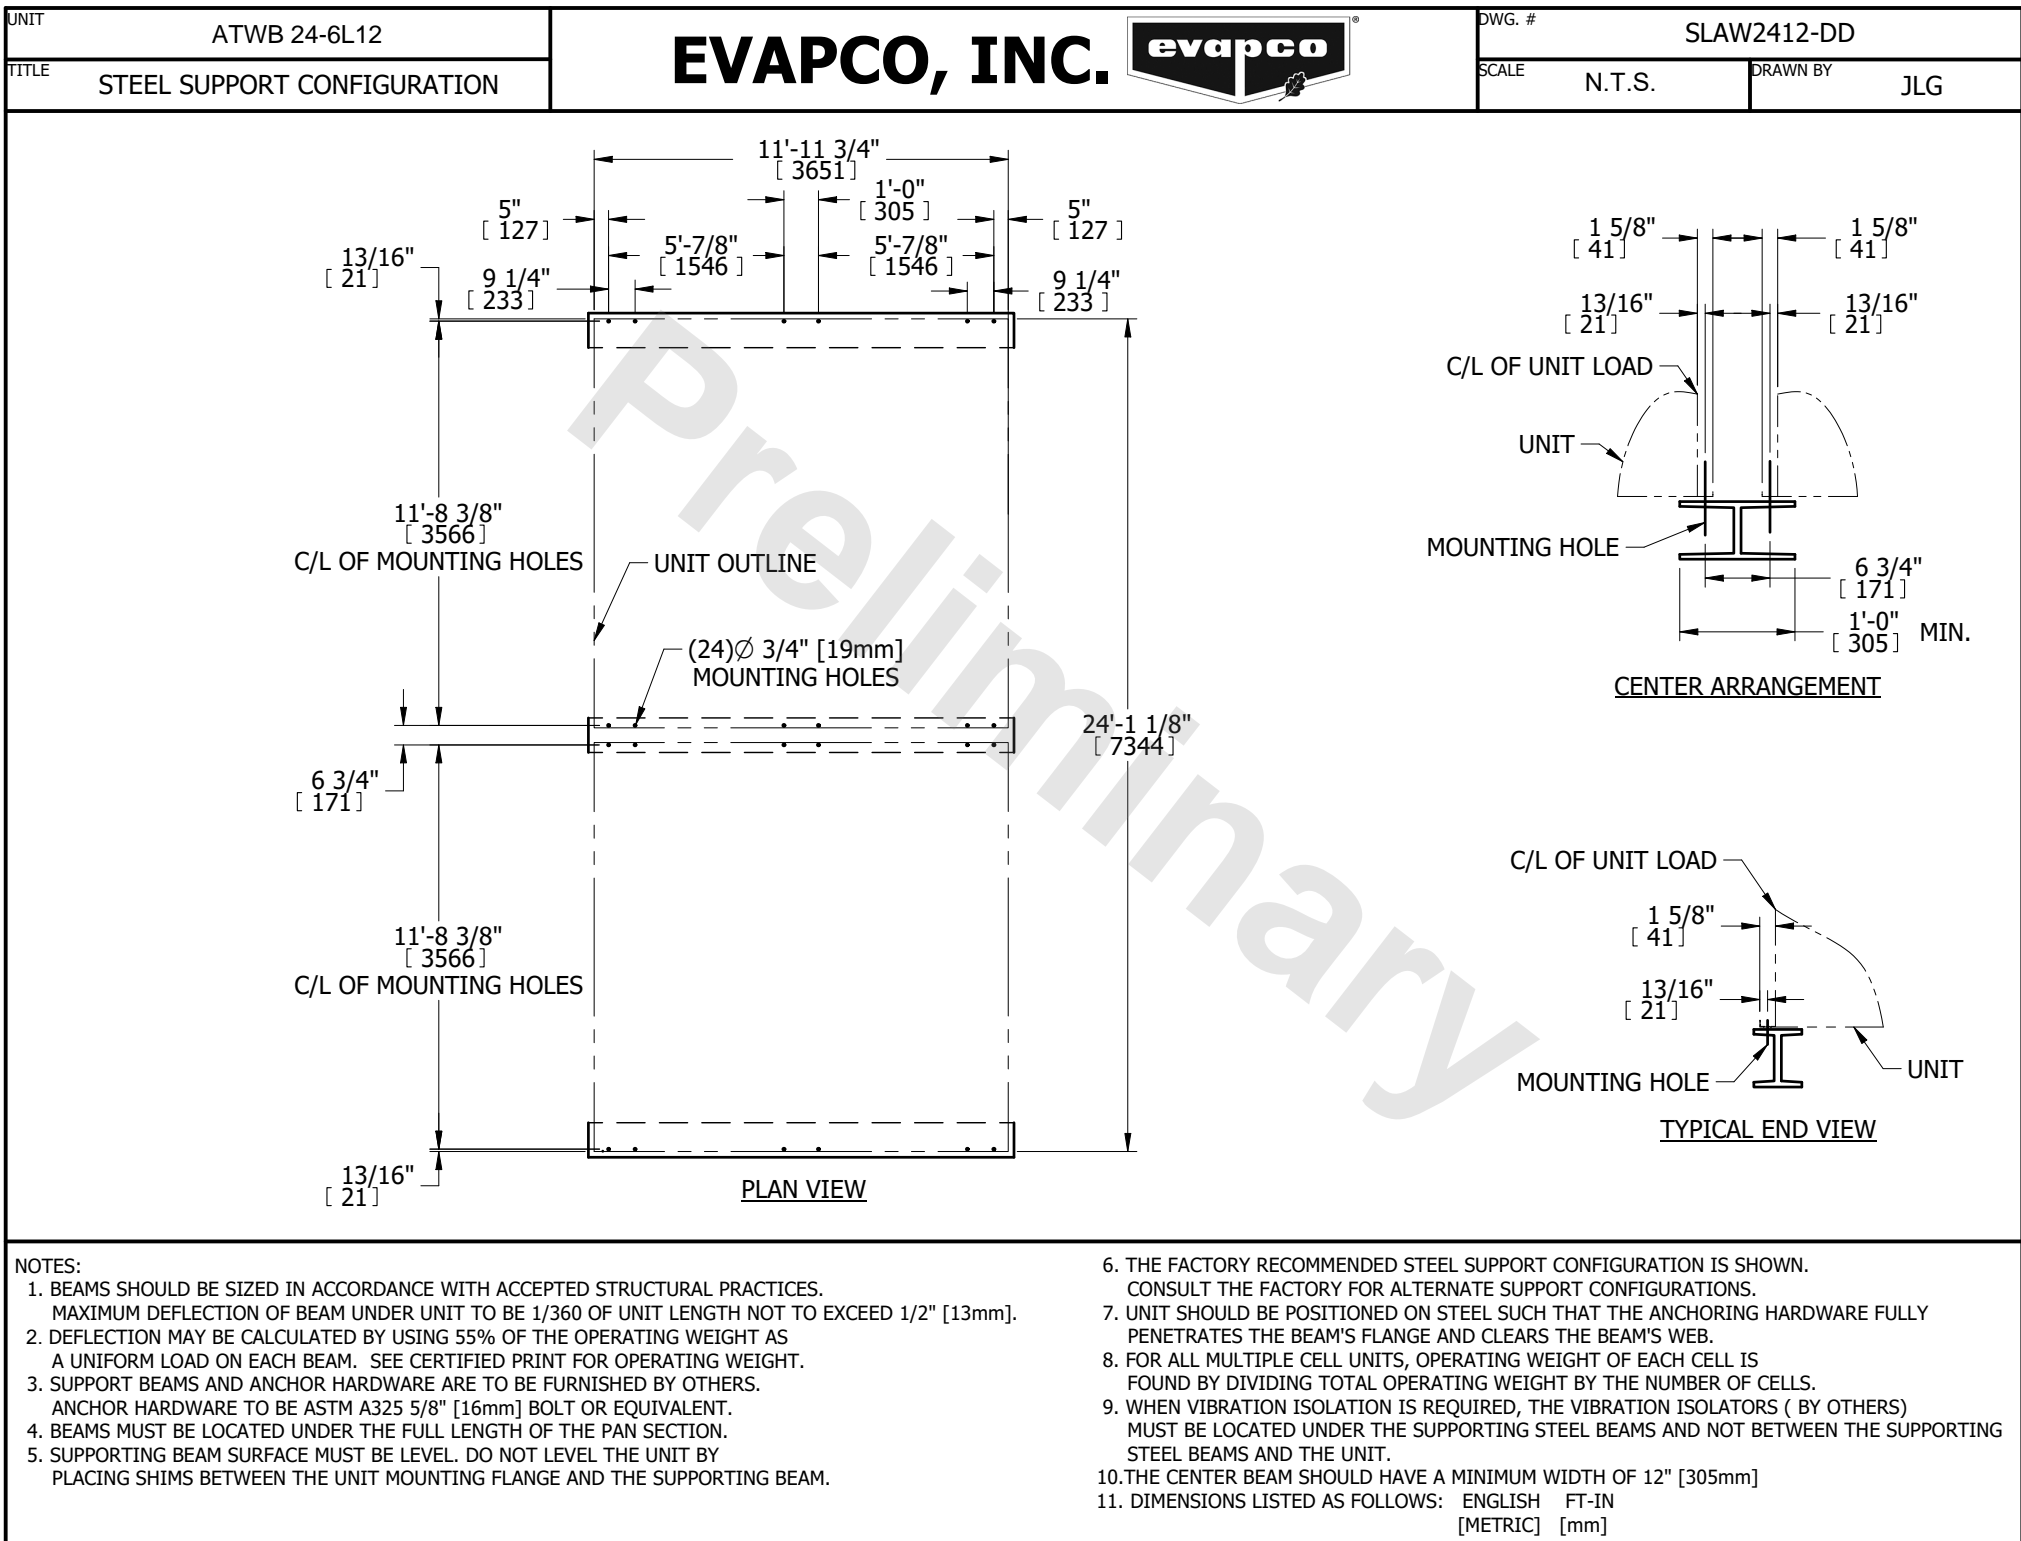 UNIT
ATWB 24-6L12
TITLE
STEEL SUPPORT CONFIGURATION
EVAPCO, INC.
evapco
®
DWG. #
SLAW2412-DD
SCALE
N.T.S.
DRAWN BY
JLG
11'-11 3/4"
[ 3651]
1'-0"
[ 305 ]
5"
[ 127]
5"
[ 127 ]
5'-7/8"
[ 1546 ]
5'-7/8"
[ 1546 ]
13/16"
[ 21]
9 1/4"
[ 233]
9 1/4"
[ 233 ]
11'-8 3/8"
[ 3566]
C/L OF MOUNTING HOLES
UNIT OUTLINE
(24)∅ 3/4" [19mm]
MOUNTING HOLES
24'-1 1/8"
[ 7344]
6 3/4"
[ 171]
11'-8 3/8"
[ 3566]
C/L OF MOUNTING HOLES
13/16"
[ 21]
PLAN VIEW
Preliminary
1 5/8"
[ 41]
1 5/8"
[ 41]
13/16"
[ 21]
13/16"
[ 21]
C/L OF UNIT LOAD
UNIT
MOUNTING HOLE
6 3/4"
[ 171]
1'-0"
[ 305] MIN.
CENTER ARRANGEMENT
C/L OF UNIT LOAD
1 5/8"
[ 41]
13/16"
[ 21]
MOUNTING HOLE
UNIT
TYPICAL END VIEW
NOTES:
1. BEAMS SHOULD BE SIZED IN ACCORDANCE WITH ACCEPTED STRUCTURAL PRACTICES.
MAXIMUM DEFLECTION OF BEAM UNDER UNIT TO BE 1/360 OF UNIT LENGTH NOT TO EXCEED 1/2" [13mm].
2. DEFLECTION MAY BE CALCULATED BY USING 55% OF THE OPERATING WEIGHT AS
A UNIFORM LOAD ON EACH BEAM. SEE CERTIFIED PRINT FOR OPERATING WEIGHT.
3. SUPPORT BEAMS AND ANCHOR HARDWARE ARE TO BE FURNISHED BY OTHERS.
ANCHOR HARDWARE TO BE ASTM A325 5/8" [16mm] BOLT OR EQUIVALENT.
4. BEAMS MUST BE LOCATED UNDER THE FULL LENGTH OF THE PAN SECTION.
5. SUPPORTING BEAM SURFACE MUST BE LEVEL. DO NOT LEVEL THE UNIT BY
PLACING SHIMS BETWEEN THE UNIT MOUNTING FLANGE AND THE SUPPORTING BEAM.
6. THE FACTORY RECOMMENDED STEEL SUPPORT CONFIGURATION IS SHOWN.
CONSULT THE FACTORY FOR ALTERNATE SUPPORT CONFIGURATIONS.
7. UNIT SHOULD BE POSITIONED ON STEEL SUCH THAT THE ANCHORING HARDWARE FULLY
PENETRATES THE BEAM'S FLANGE AND CLEARS THE BEAM'S WEB.
8. FOR ALL MULTIPLE CELL UNITS, OPERATING WEIGHT OF EACH CELL IS
FOUND BY DIVIDING TOTAL OPERATING WEIGHT BY THE NUMBER OF CELLS.
9. WHEN VIBRATION ISOLATION IS REQUIRED, THE VIBRATION ISOLATORS ( BY OTHERS)
MUST BE LOCATED UNDER THE SUPPORTING STEEL BEAMS AND NOT BETWEEN THE SUPPORTING
STEEL BEAMS AND THE UNIT.
10.THE CENTER BEAM SHOULD HAVE A MINIMUM WIDTH OF 12" [305mm]
11. DIMENSIONS LISTED AS FOLLOWS: ENGLISH FT-IN
[METRIC] [mm]